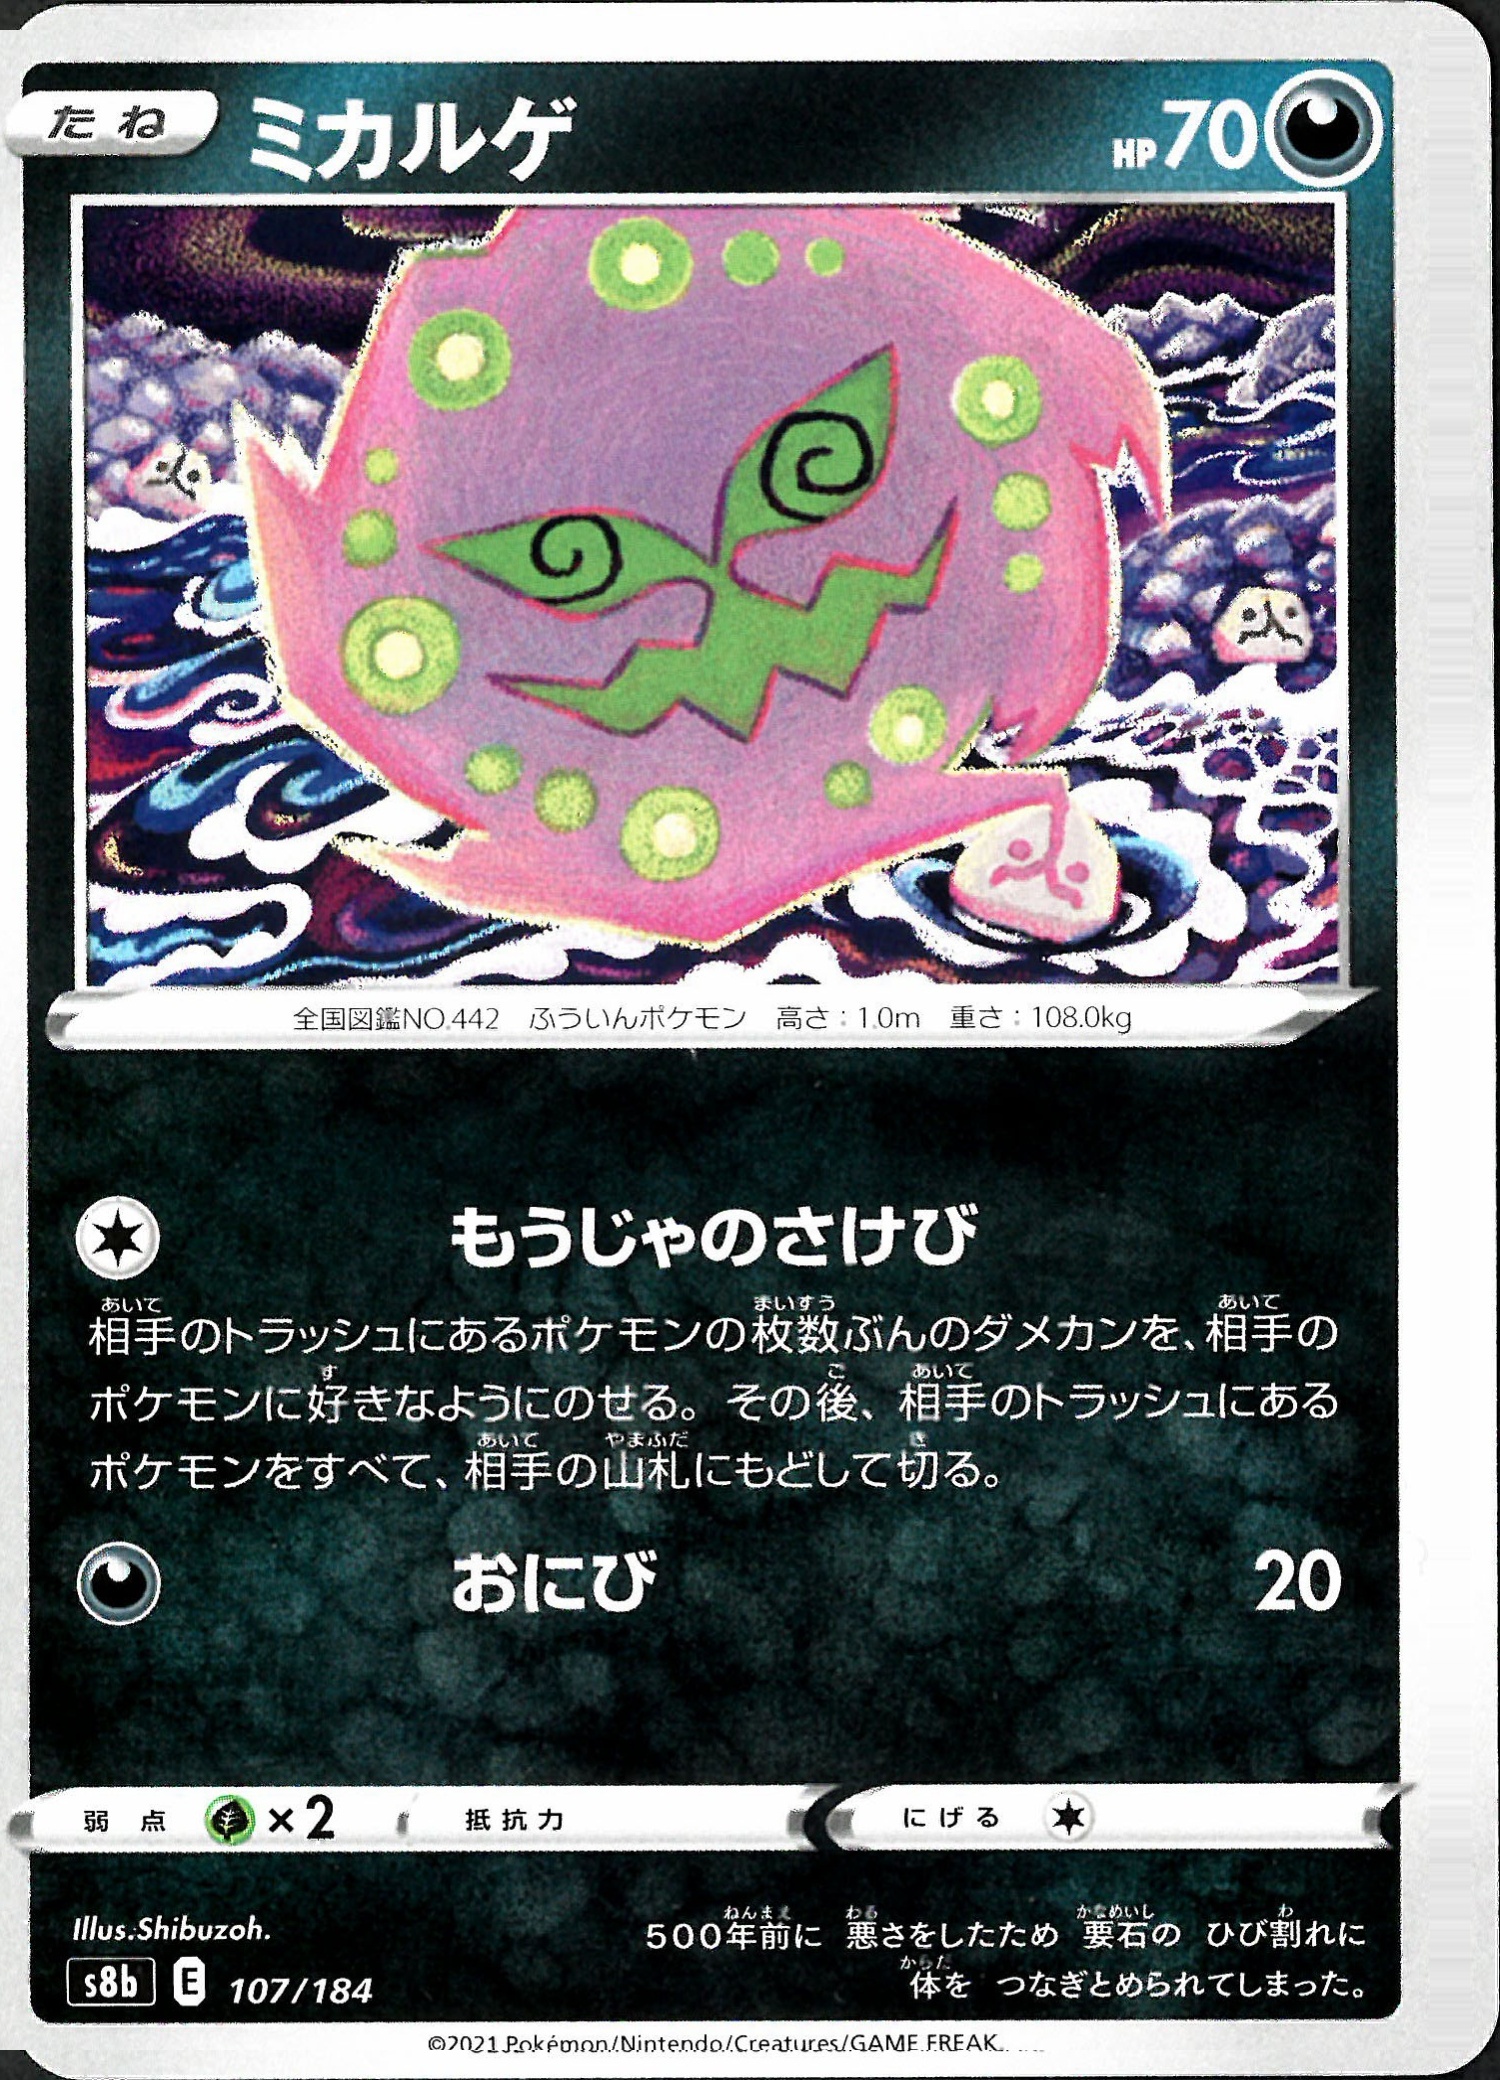 たね ミカルゲ HP70
全国図鑑NO.442 ふういんポケモン 高さ:1.0m 重さ:108.0kg
もうじゃのさけび
あいて まいすう あいて
相手のトラッシュにあるポケモンの枚数ぶんのダメカンを、相手の
す ご あいて
ポケモンに好きなようにのせる。その後、相手のトラッシュにある
あいて やまふだ き
ポケモンをすべて、相手の山札にもどして切る。
おにび 20
弱点 ×2 抵抗力 にげる
Illus.Shibuzoh.
s8b E 107/184
ねんまえ わる かなめいし わ
500年前に 悪さをしたため 要石の ひび割れに
からだ
体を つなぎとめられてしまった。
©2021 Pokémon/Nintendo/Creatures/GAME FREAK.